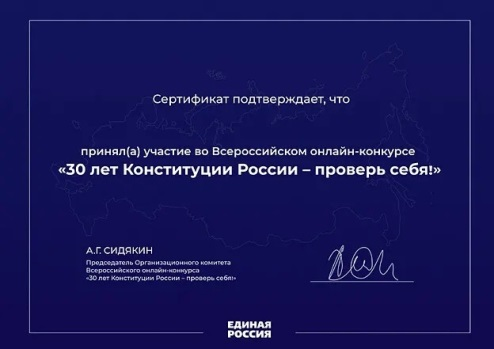 Сертификат подтверждает, что
принял(а) участие во Всероссийском онлайн-конкурсе
«30 лет Конституции России – проверь себя!»
А.Г. СИДЯКИН
Председатель Организационного комитета
Всероссийского онлайн-конкурса
«30 лет Конституции России – проверь себя!»
ЕДИНАЯ
РОССИЯ